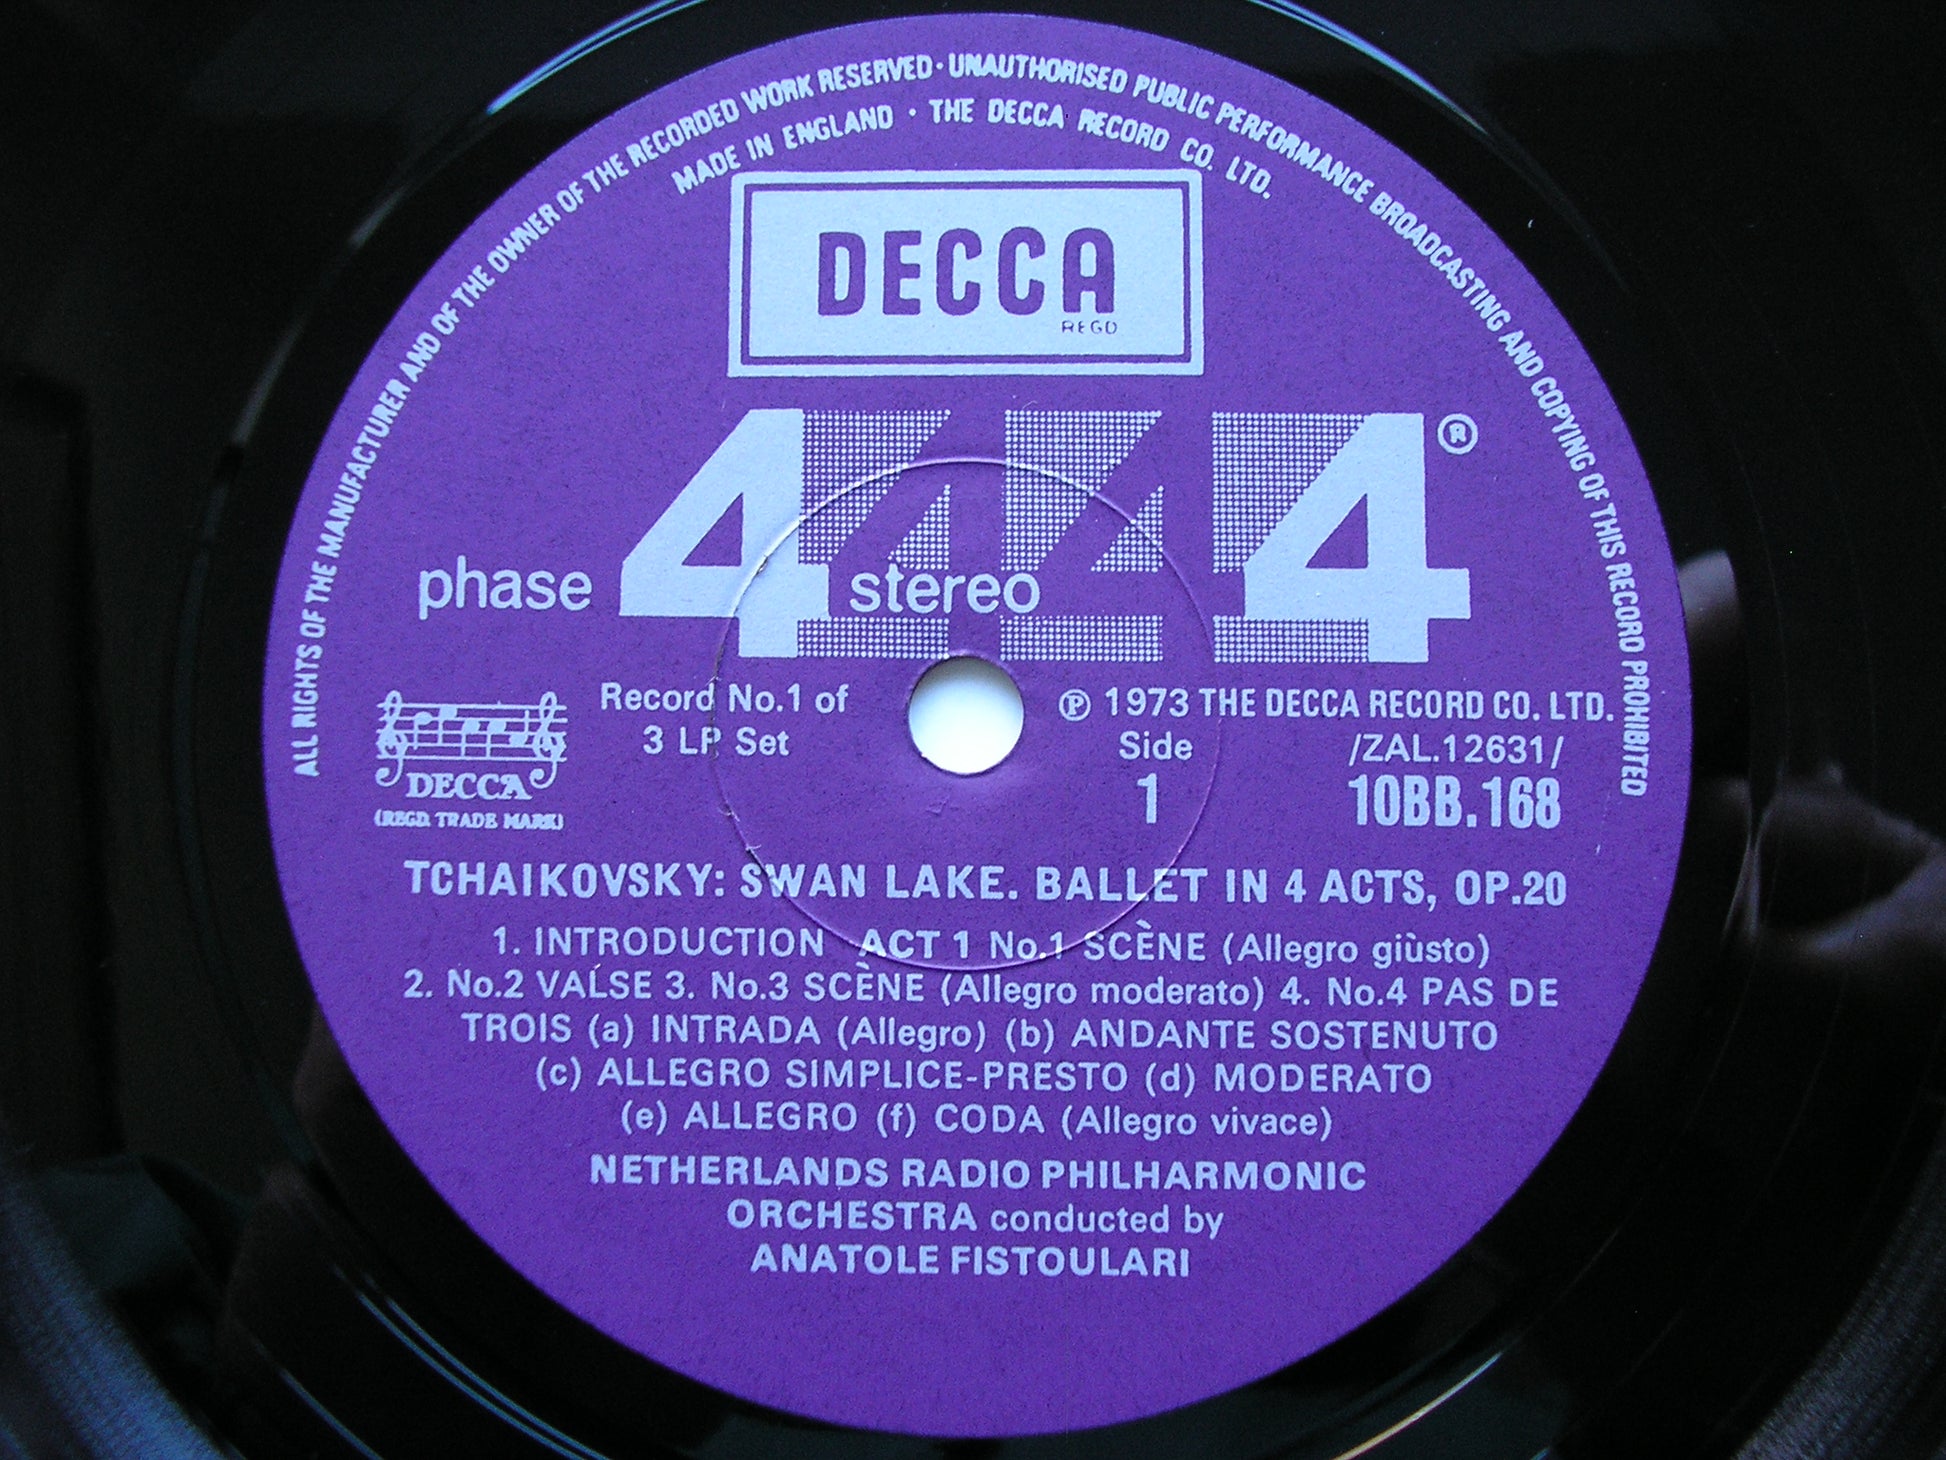 ALL RIGHTS OF THE MANUFACTURER AND OF THE OWNER OF THE RECORDED WORK RESERVED · UNAUTHORISED PUBLIC PERFORMANCE BROADCASTING AND COPYING OF THIS RECORD PROHIBITED
MADE IN ENGLAND · THE DECCA RECORD CO. LTD.
DECCA
REGD
4 4 4 4 ®
phase stereo
Record No.1 of
3 LP Set
℗ 1973 THE DECCA RECORD CO. LTD.
Side
1
/ZAL.12631/
10BB.168
DECCA
(REGD. TRADE MARK)
TCHAIKOVSKY: SWAN LAKE. BALLET IN 4 ACTS, OP.20
1. INTRODUCTION ACT 1 No.1 SCÈNE (Allegro giùsto)
2. No.2 VALSE 3. No.3 SCÈNE (Allegro moderato) 4. No.4 PAS DE
TROIS (a) INTRADA (Allegro) (b) ANDANTE SOSTENUTO
(c) ALLEGRO SIMPLICE-PRESTO (d) MODERATO
(e) ALLEGRO (f) CODA (Allegro vivace)
NETHERLANDS RADIO PHILHARMONIC
ORCHESTRA conducted by
ANATOLE FISTOULARI